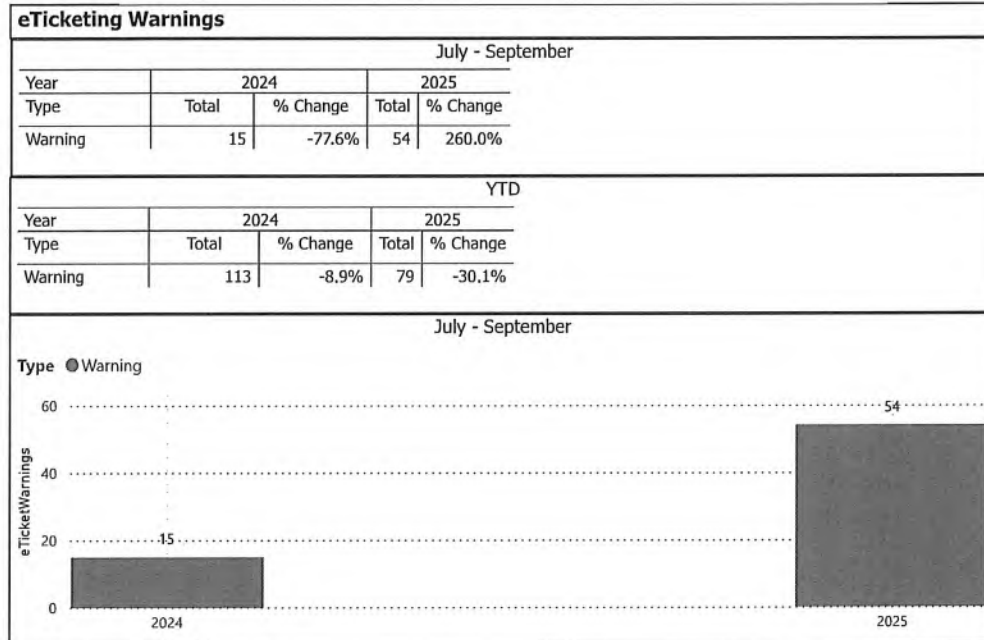 eTicketing Warnings
July - September
Year 2024 2025
Type Total % Change Total % Change
Warning 15 -77.6% 54 260.0%
YTD
Year 2024 2025
Type Total % Change Total % Change
Warning 113 -8.9% 79 -30.1%
July - September
Type Warning
60
54
40
eTicketWarnings
20
15
0
2024 2025